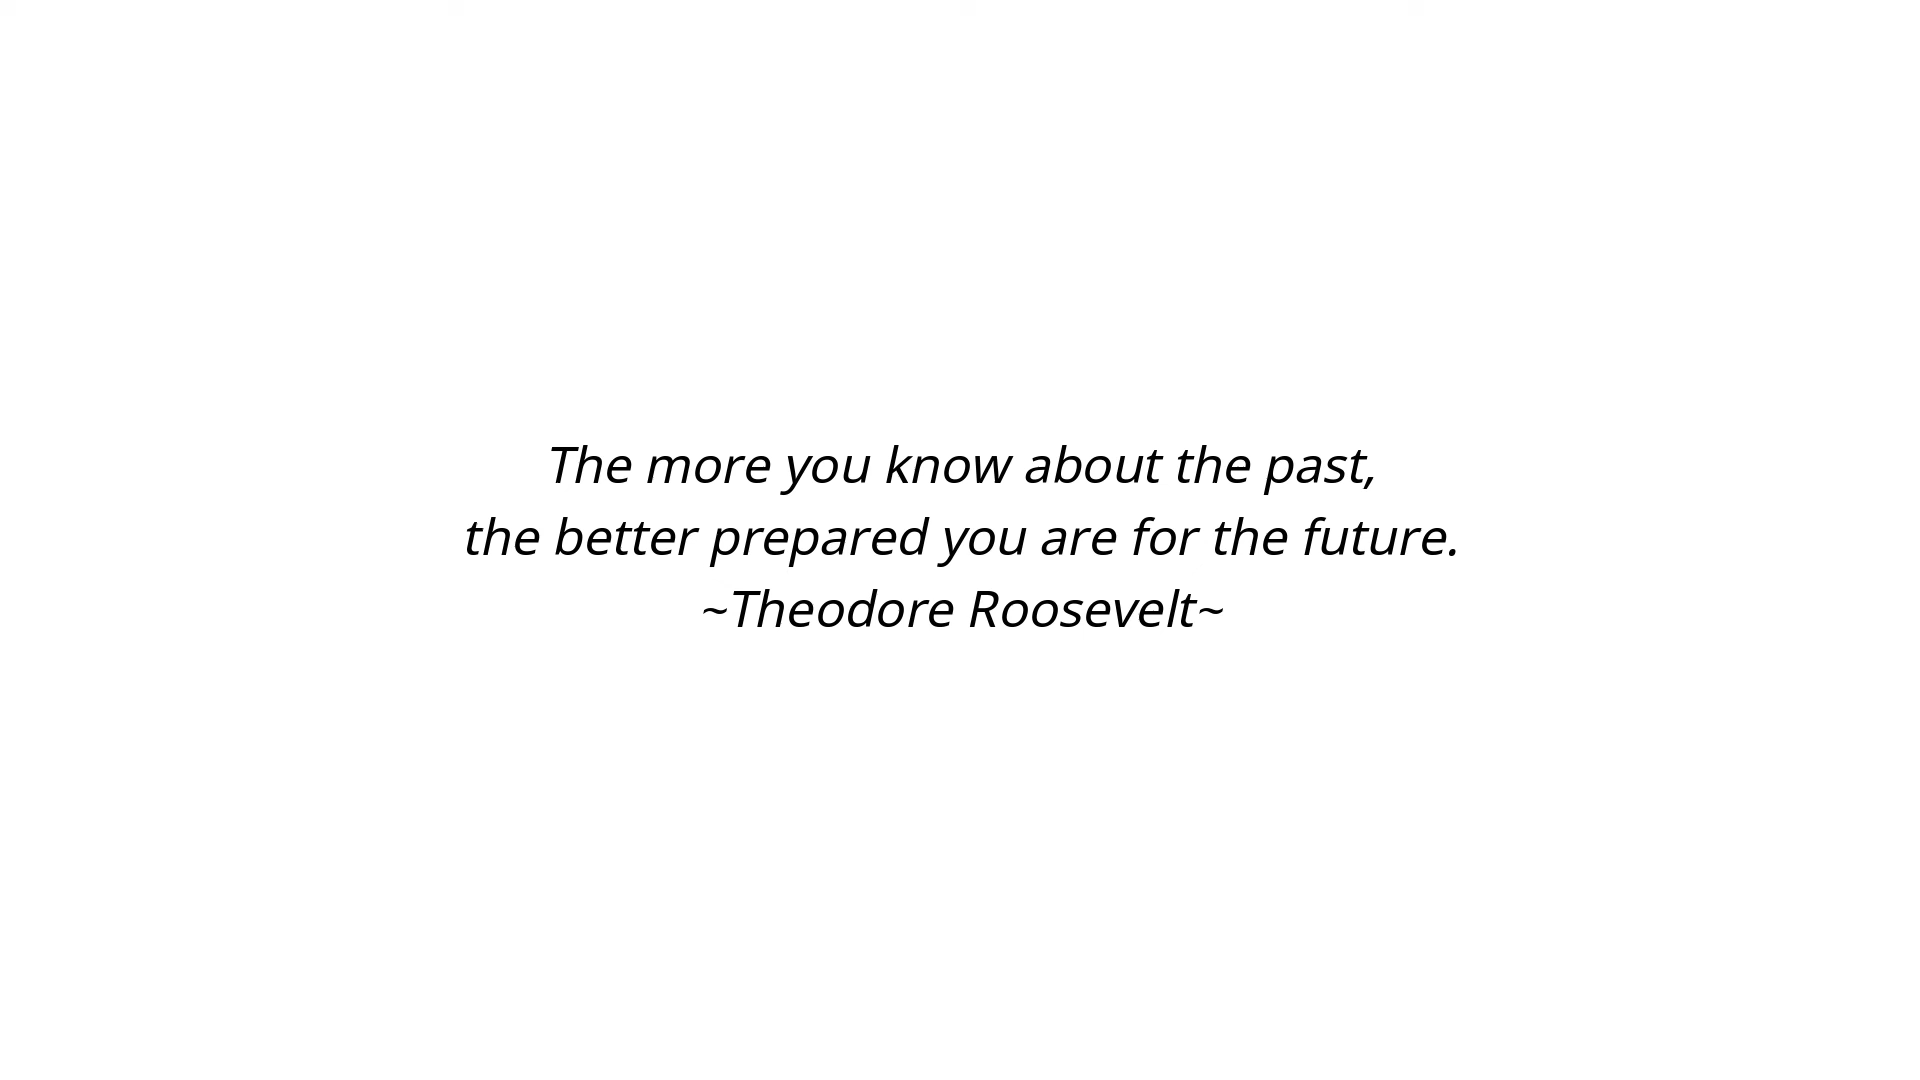 The more you know about the past,
the better prepared you are for the future.
~Theodore Roosevelt~